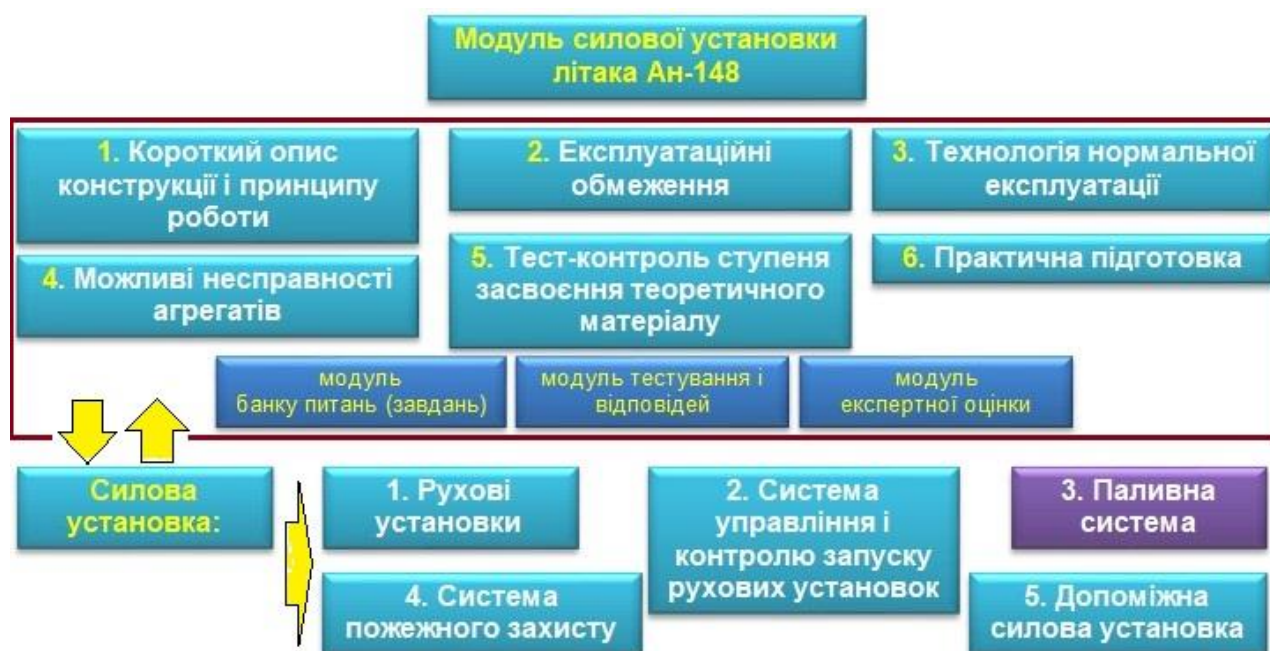 Модуль силової установки
літака Ан-148
1. Короткий опис
конструкції і принципу
роботи
2. Експлуатаційні
обмеження
3. Технологія нормальної
експлуатації
4. Можливі несправності
агрегатів
5. Тест-контроль ступеня
засвоєння теоретичного
матеріалу
6. Практична підготовка
модуль
банку питань (завдань)
модуль тестування і
відповідей
модуль
експертної оцінки
Силова
установка:
1. Рухові
установки
2. Система
управління і
контролю запуску
рухових установок
3. Паливна
система
4. Система
пожежного захисту
5. Допоміжна
силова установка